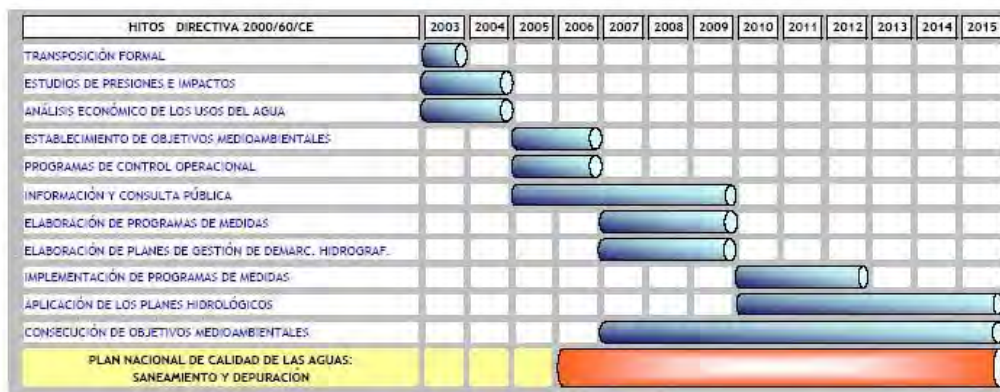 HITOS DIRECTIVA 2000/60/CE 2003 2004 2005 2006 2007 2008 2009 2010 2011 2012 2013 2014 2015
TRANSPOSICIÓN FORMAL
ESTUDIOS DE PRESIONES E IMPACTOS
ANÁLISIS ECONÓMICO DE LOS USOS DEL AGUA
ESTABLECIMIENTO DE OBJETIVOS MEDIOAMBIENTALES
PROGRAMAS DE CONTROL OPERACIONAL
INFORMACIÓN Y CONSULTA PÚBLICA
ELABORACIÓN DE PROGRAMAS DE MEDIDAS
ELABORACIÓN DE PLANES DE GESTIÓN DE DEMARC. HIDROGRAF.
IMPLEMENTACIÓN DE PROGRAMAS DE MEDIDAS
APLICACIÓN DE LOS PLANES HIDROLÓGICOS
CONSECUCIÓN DE OBJETIVOS MEDIOAMBIENTALES
PLAN NACIONAL DE CALIDAD DE LAS AGUAS:
SANEAMIENTO Y DEPURACIÓN